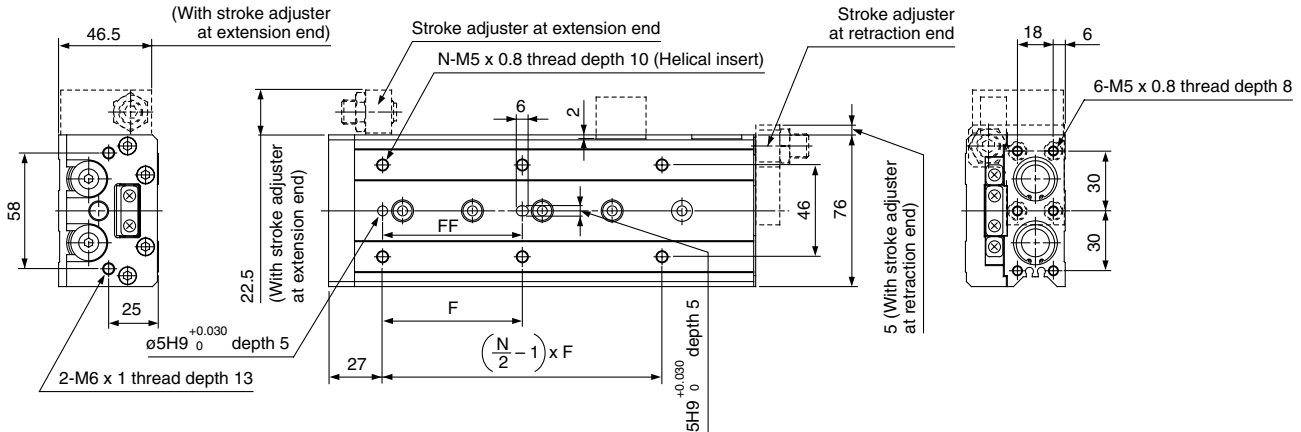 (With stroke adjuster
at extension end)
46.5
Stroke adjuster at extension end
N-M5 x 0.8 thread depth 10 (Helical insert)
Stroke adjuster
at retraction end
18
6
6-M5 x 0.8 thread depth 8
6
2
58
22.5
(With stroke adjuster
at extension end)
FF
46
76
5 (With stroke adjuster
at retraction end)
30
30
25
F
ø5H9 +0.030 0 depth 5
27
(N/2 – 1) x F
5H9 +0.030 0 depth 5
2-M6 x 1 thread depth 13